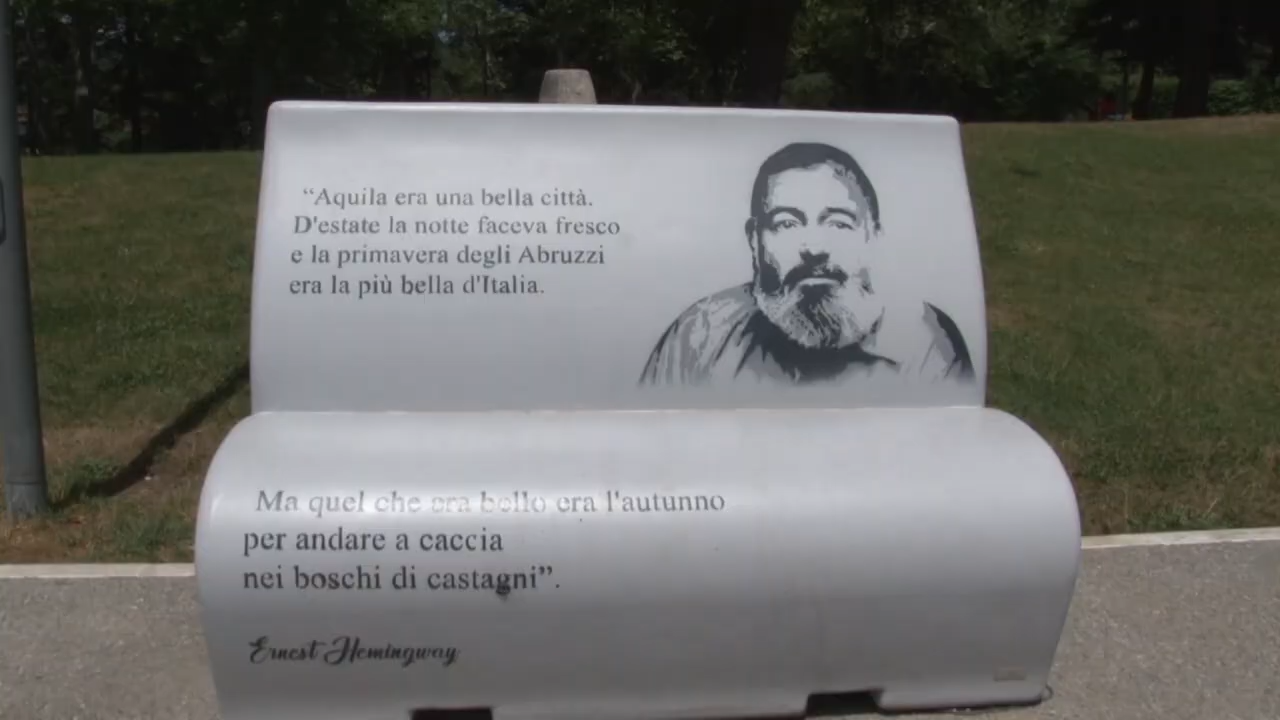 “Aquila era una bella città.
D'estate la notte faceva fresco
e la primavera degli Abruzzi
era la più bella d'Italia.
Ma quel che era bello era l'autunno
per andare a caccia
nei boschi di castagni”.
Ernest Hemingway